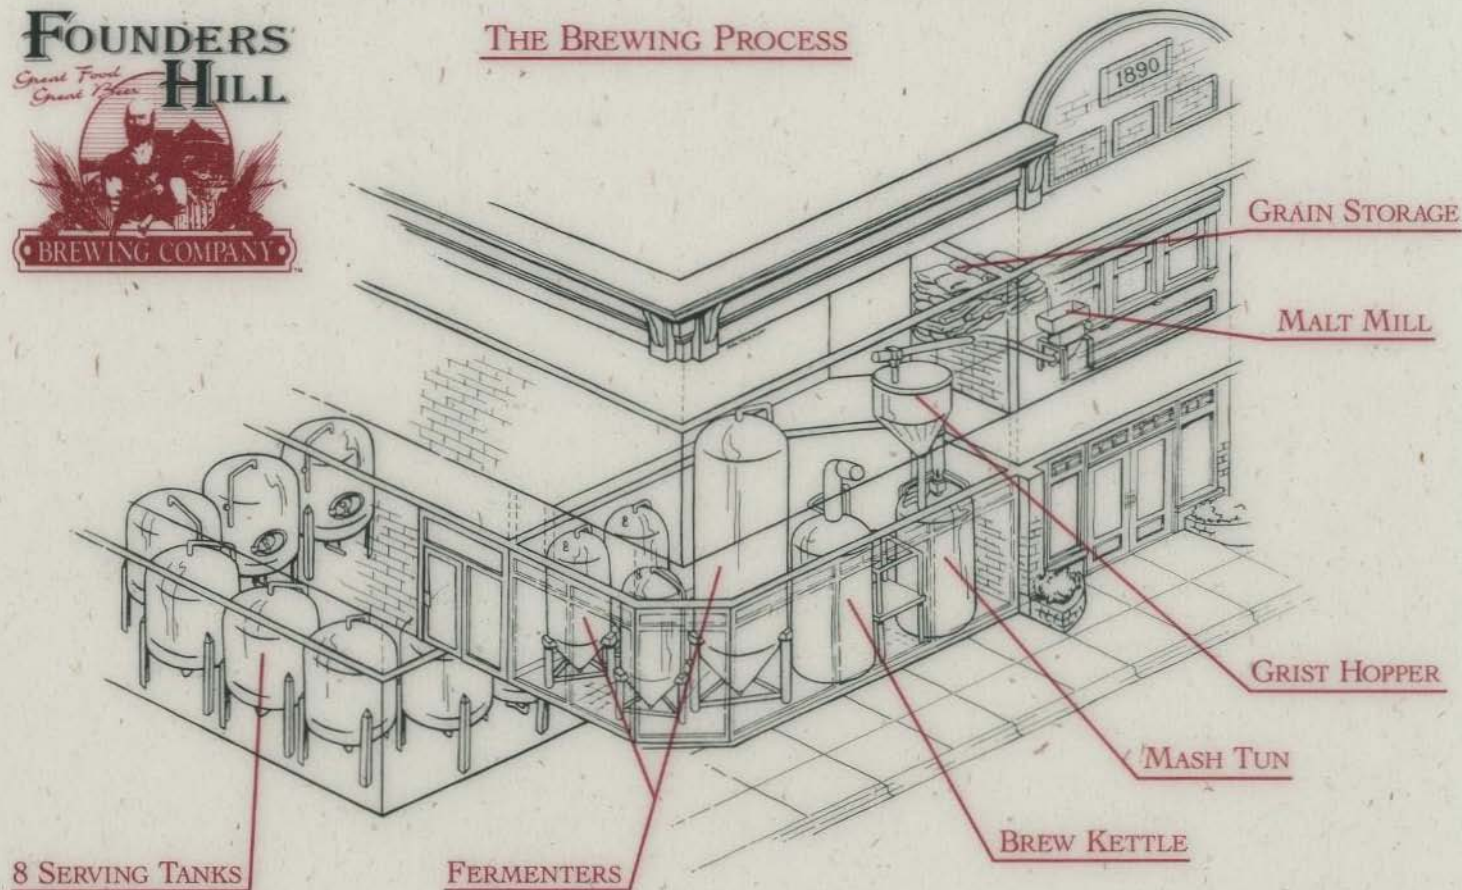 FOUNDERS'
Great Food
Great Beer
HILL
BREWING COMPANY
TM
THE BREWING PROCESS
1890
GRAIN STORAGE
MALT MILL
GRIST HOPPER
MASH TUN
BREW KETTLE
8 SERVING TANKS
FERMENTERS